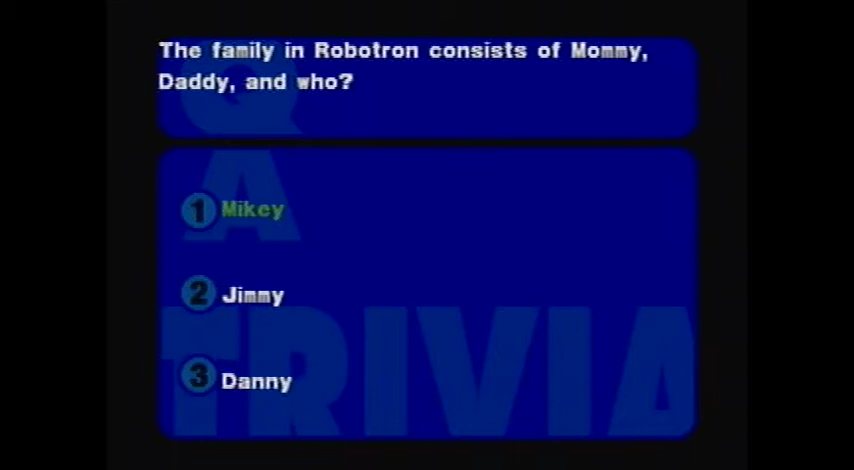 The family in Robotron consists of Mommy,
Daddy, and who?
Q
A
1 Mikey
2 Jimmy
3 Danny
TRIVIA